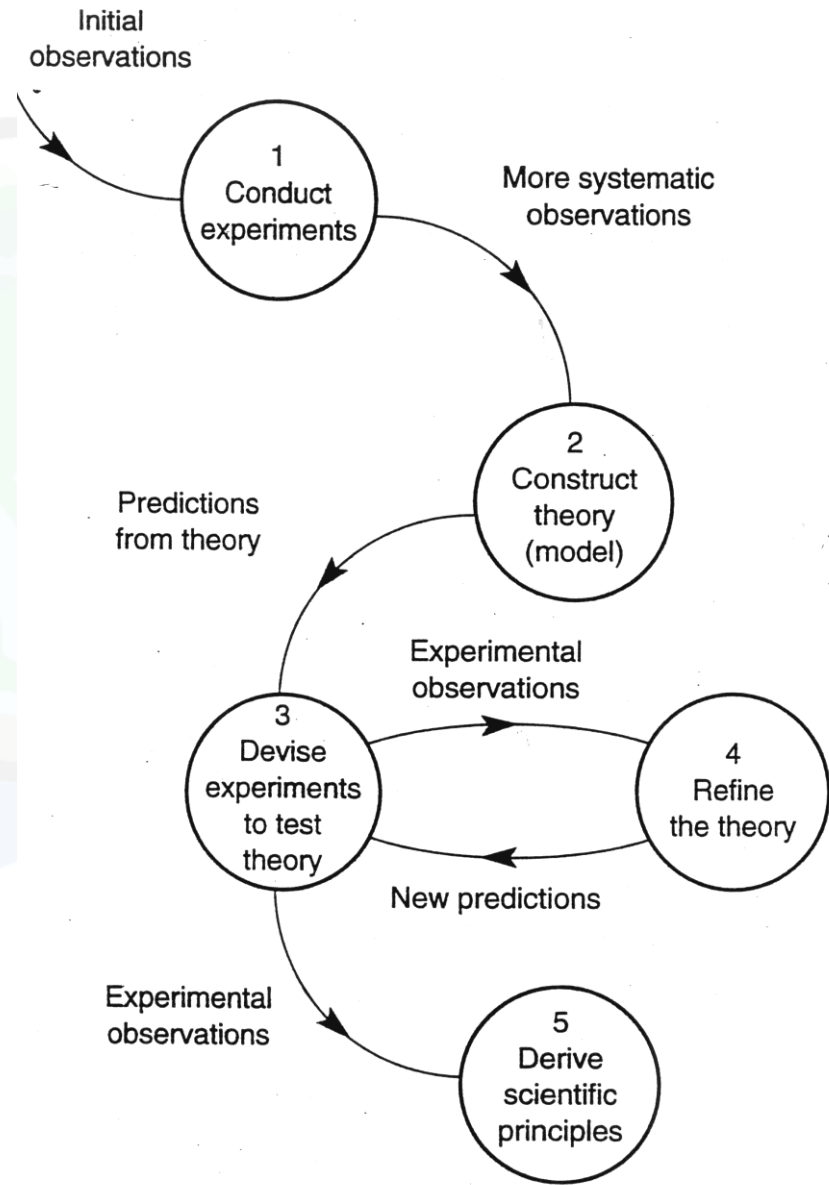 Initial
observations
1
Conduct
experiments
More systematic
observations
2
Construct
theory
(model)
Predictions
from theory
Experimental
observations
3
Devise
experiments
to test
theory
4
Refine
the theory
New predictions
Experimental
observations
5
Derive
scientific
principles